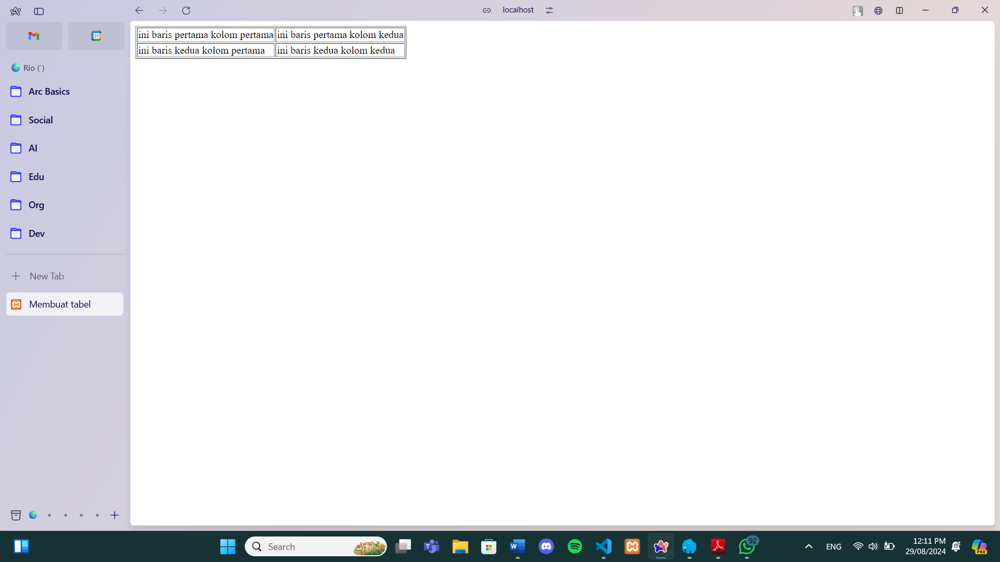 localhost
31
Rio (`)
Arc Basics
Social
AI
Edu
Org
Dev
New Tab
Membuat tabel
ini baris pertama kolom pertama ini baris pertama kolom kedua
ini baris kedua kolom pertama ini baris kedua kolom kedua
Search
92
ENG
12:11 PM
29/08/2024
PRE